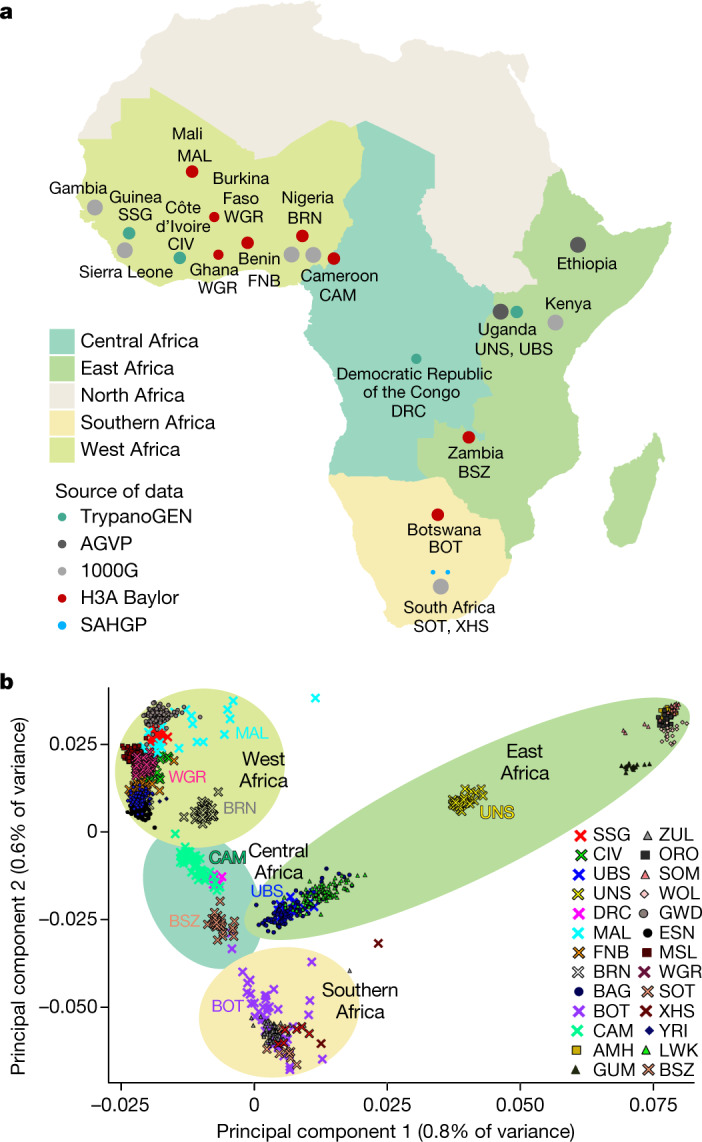 a
Mali
MAL
Gambia
Guinea
SSG
Côte
d’Ivoire
CIV
Burkina
Faso
WGR
Nigeria
BRN
Sierra Leone
Ghana
WGR
Benin
FNB
Cameroon
CAM
Ethiopia
Kenya
Uganda
UNS, UBS
Democratic Republic
of the Congo
DRC
Zambia
BSZ
Botswana
BOT
South Africa
SOT, XHS
Central Africa
East Africa
North Africa
Southern Africa
West Africa
Source of data
TrypanoGEN
AGVP
1000G
H3A Baylor
SAHGP
b
Principal component 2 (0.6% of variance)
0.025
0
−0.025
−0.050
MAL
WGR
West
Africa
BRN
East
Africa
UNS
CAM
Central
Africa
UBS
BSZ
BOT
Southern
Africa
SSG
CIV
UBS
UNS
DRC
MAL
FNB
BRN
BAG
BOT
CAM
AMH
GUM
ZUL
ORO
SOM
WOL
GWD
ESN
MSL
WGR
SOT
XHS
YRI
LWK
BSZ
−0.025
0
0.025
0.050
0.075
Principal component 1 (0.8% of variance)